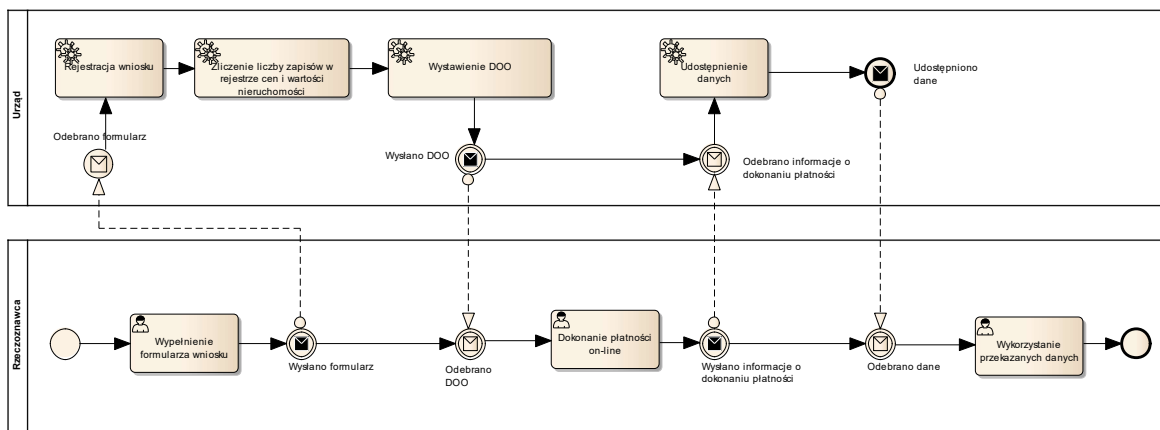 Urząd
Rejestracja wniosku
Zliczenie liczby zapisów w
rejestrze cen i wartości
nieruchomości
Wystawienie DOO
Udostępnienie
danych
Udostępniono
dane
Odebrano formularz
Wysłano DOO
Odebrano informacje o
dokonaniu płatności
Rzeczoznawca
Wypełnienie
formularza wniosku
Wysłano formularz
Odebrano
DOO
Dokonanie płatności
on-line
Wysłano informacje o
dokonaniu płatności
Odebrano dane
Wykorzystanie
przekazanych danych